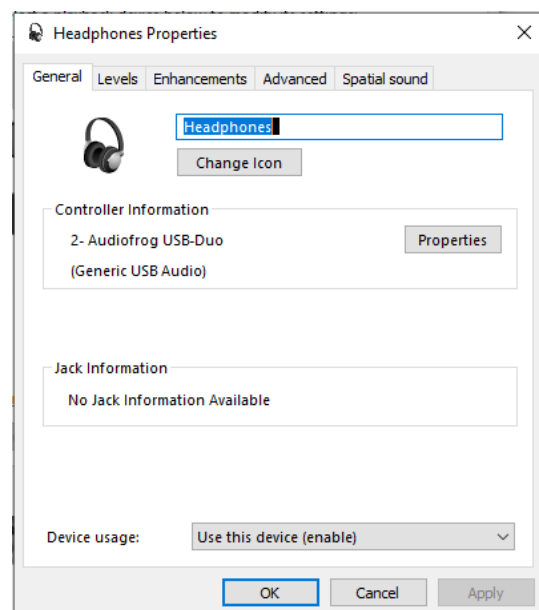 Headphones Properties
General Levels Enhancements Advanced Spatial sound
Headphones
Change Icon
Controller Information
2- Audiofrog USB-Duo
Properties
(Generic USB Audio)
Jack Information
No Jack Information Available
Device usage:
Use this device (enable)
OK Cancel Apply